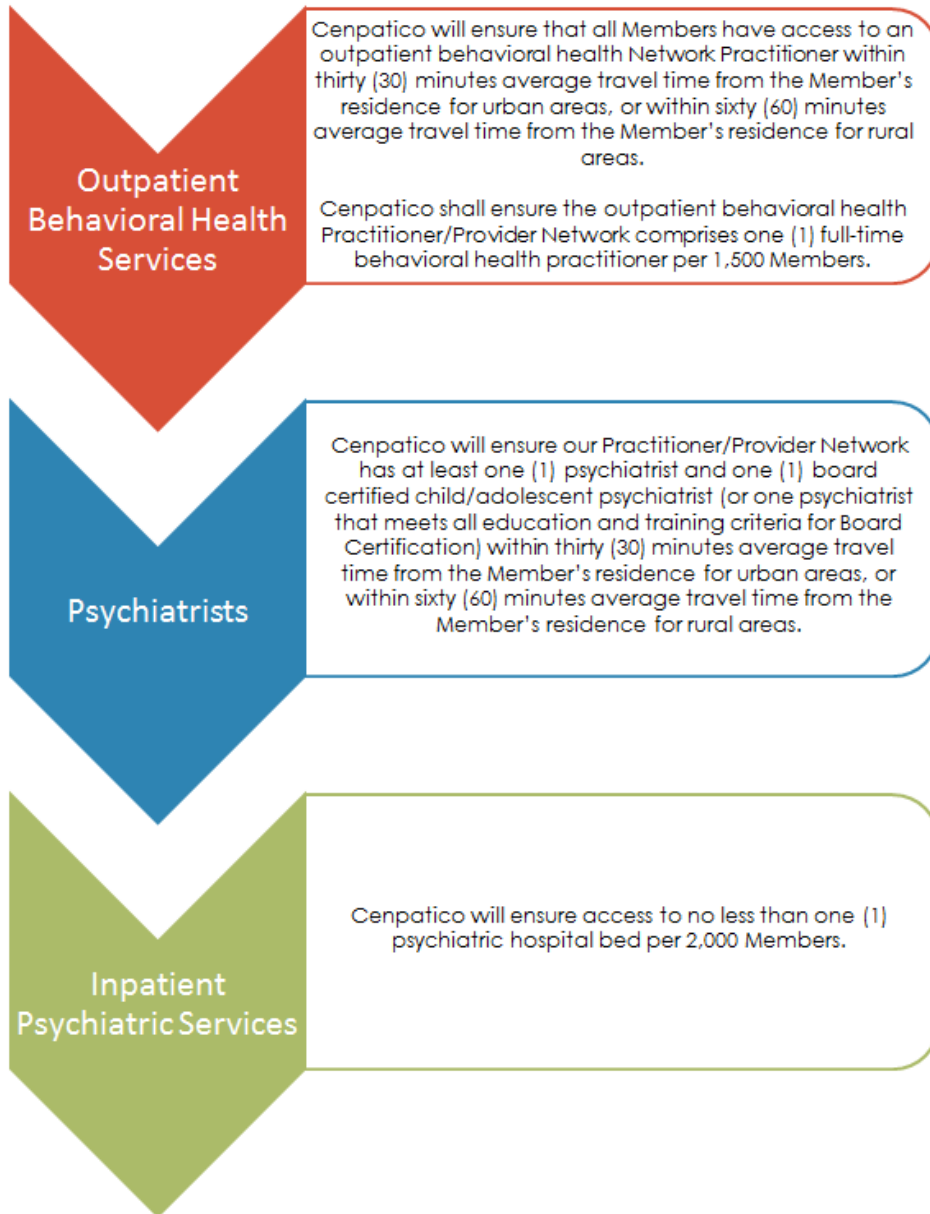 Outpatient
Behavioral Health
Services
Cenpatico will ensure that all Members have access to an
outpatient behavioral health Network Practitioner within
thirty (30) minutes average travel time from the Member's
residence for urban areas, or within sixty (60) minutes
average travel time from the Member's residence for rural
areas.
Cenpatico shall ensure the outpatient behavioral health
Practitioner/Provider Network comprises one (1) full-time
behavioral health practitioner per 1,500 Members.
Psychiatrists
Cenpatico will ensure our Practitioner/Provider Network
has at least one (1) psychiatrist and one (1) board
certified child/adolescent psychiatrist (or one psychiatrist
that meets all education and training criteria for Board
Certification) within thirty (30) minutes average travel
time from the Member's residence for urban areas, or
within sixty (60) minutes average travel time from the
Member's residence for rural areas.
Inpatient
Psychiatric Services
Cenpatico will ensure access to no less than one (1)
psychiatric hospital bed per 2,000 Members.